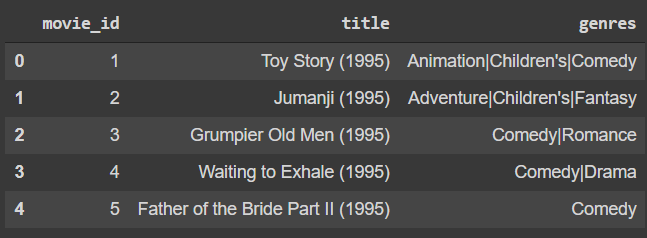 movie_id title genres
0 1 Toy Story (1995) Animation|Children's|Comedy
1 2 Jumanji (1995) Adventure|Children's|Fantasy
2 3 Grumpier Old Men (1995) Comedy|Romance
3 4 Waiting to Exhale (1995) Comedy|Drama
4 5 Father of the Bride Part II (1995) Comedy